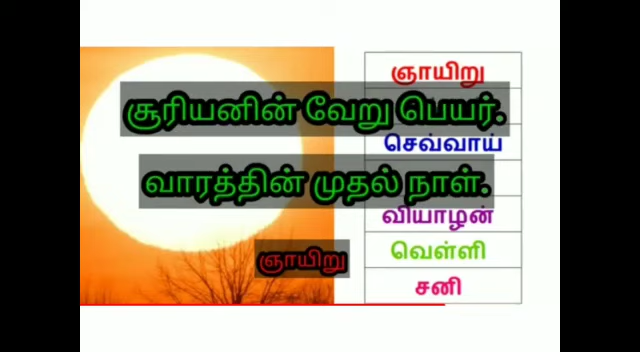 ஞாயிறு
சூரியனின் வேறு பெயர்.
செவ்வாய்
வாரத்தின் முதல் நாள்.
வியாழன்
ஞாயிறு
வெள்ளி
சனி